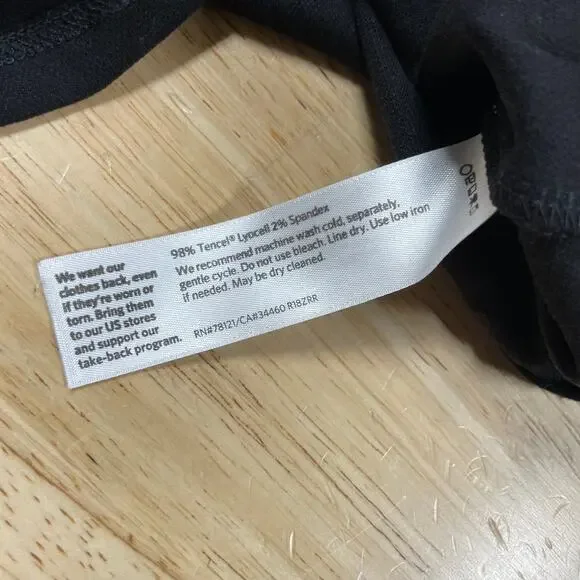 We want our
clothes back, even
if they're worn or
torn. Bring them
to our US stores
and support our
take-back program.
98% Tencel® Lyocell 2% Spandex
We recommend machine wash cold, separately,
gentle cycle. Do not use bleach. Line dry. Use low iron
if needed. May be dry cleaned.
RN#78121/CA#34460 R18ZRR